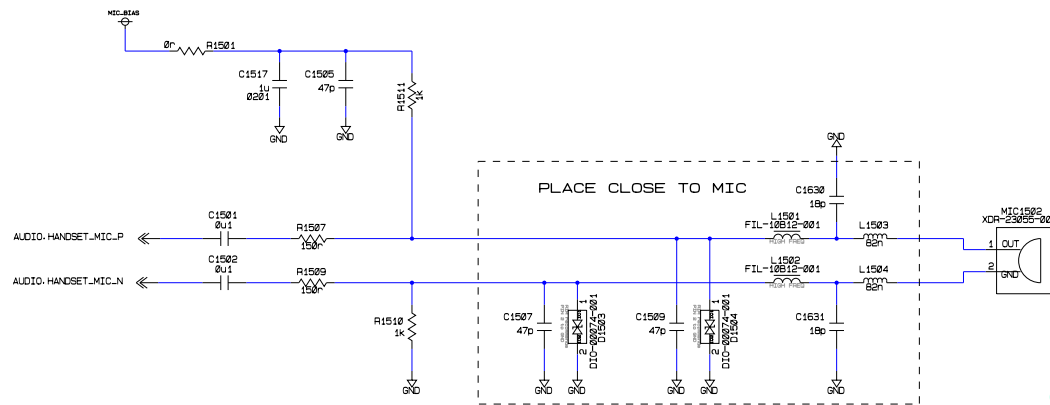 MIC_BIAS
0r
R1501
C1517
1u
0201
C1505
47p
R1511
1k
GND
GND
GND
PLACE CLOSE TO MIC
C1630
18p
MIC1502
XDR-23055-00
C1501
0u1
R1507
150r
L1501
FIL-10B12-001
HIGH FREQ
L1503
82n
AUDIO.HANDSET_MIC_P
1
OUT
C1502
0u1
R1509
150r
L1502
FIL-10B12-001
HIGH FREQ
L1504
82n
2
GND
AUDIO.HANDSET_MIC_N
R1510
1k
C1507
47p
1
2
DIO-00074-001
D1503
C1509
47p
1
2
DIO-00074-001
D1504
C1631
18p
GND
GND
GND
GND
GND
GND